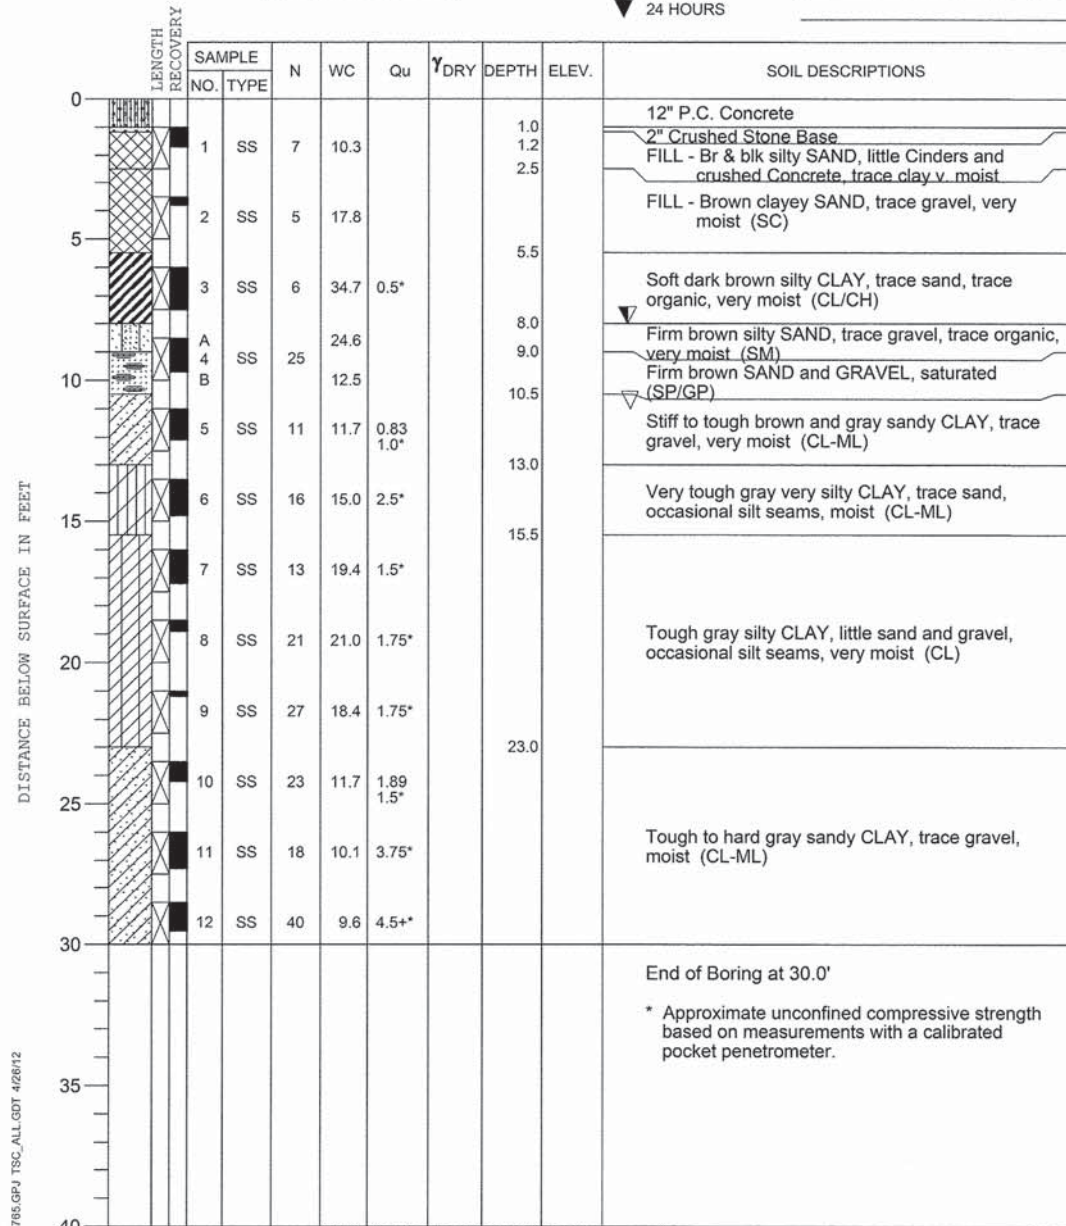 24 HOURS
LENGTH
RECOVERY
SAMPLE
NO. TYPE
N
WC
Qu
γDRY
DEPTH
ELEV.
SOIL DESCRIPTIONS
0
12" P.C. Concrete
1.0
2" Crushed Stone Base
1.2
1 SS 7 10.3
FILL - Br & blk silty SAND, little Cinders and
crushed Concrete, trace clay v. moist
2.5
2 SS 5 17.8
FILL - Brown clayey SAND, trace gravel, very
moist (SC)
5
5.5
3 SS 6 34.7 0.5*
Soft dark brown silty CLAY, trace sand, trace
organic, very moist (CL/CH)
8.0
A 24.6
4 SS 25
B 12.5
Firm brown silty SAND, trace gravel, trace organic,
very moist (SM)
9.0
Firm brown SAND and GRAVEL, saturated
(SP/GP)
10
10.5
5 SS 11 11.7 0.83
1.0*
Stiff to tough brown and gray sandy CLAY, trace
gravel, very moist (CL-ML)
13.0
6 SS 16 15.0 2.5*
Very tough gray very silty CLAY, trace sand,
occasional silt seams, moist (CL-ML)
15
15.5
7 SS 13 19.4 1.5*
8 SS 21 21.0 1.75*
Tough gray silty CLAY, little sand and gravel,
occasional silt seams, very moist (CL)
20
9 SS 27 18.4 1.75*
23.0
10 SS 23 11.7 1.89
1.5*
25
11 SS 18 10.1 3.75*
Tough to hard gray sandy CLAY, trace gravel,
moist (CL-ML)
12 SS 40 9.6 4.5+*
30
End of Boring at 30.0'
* Approximate unconfined compressive strength
based on measurements with a calibrated
pocket penetrometer.
35
40
DISTANCE BELOW SURFACE IN FEET
765.GPJ TSC_ALL.GDT 4/26/12